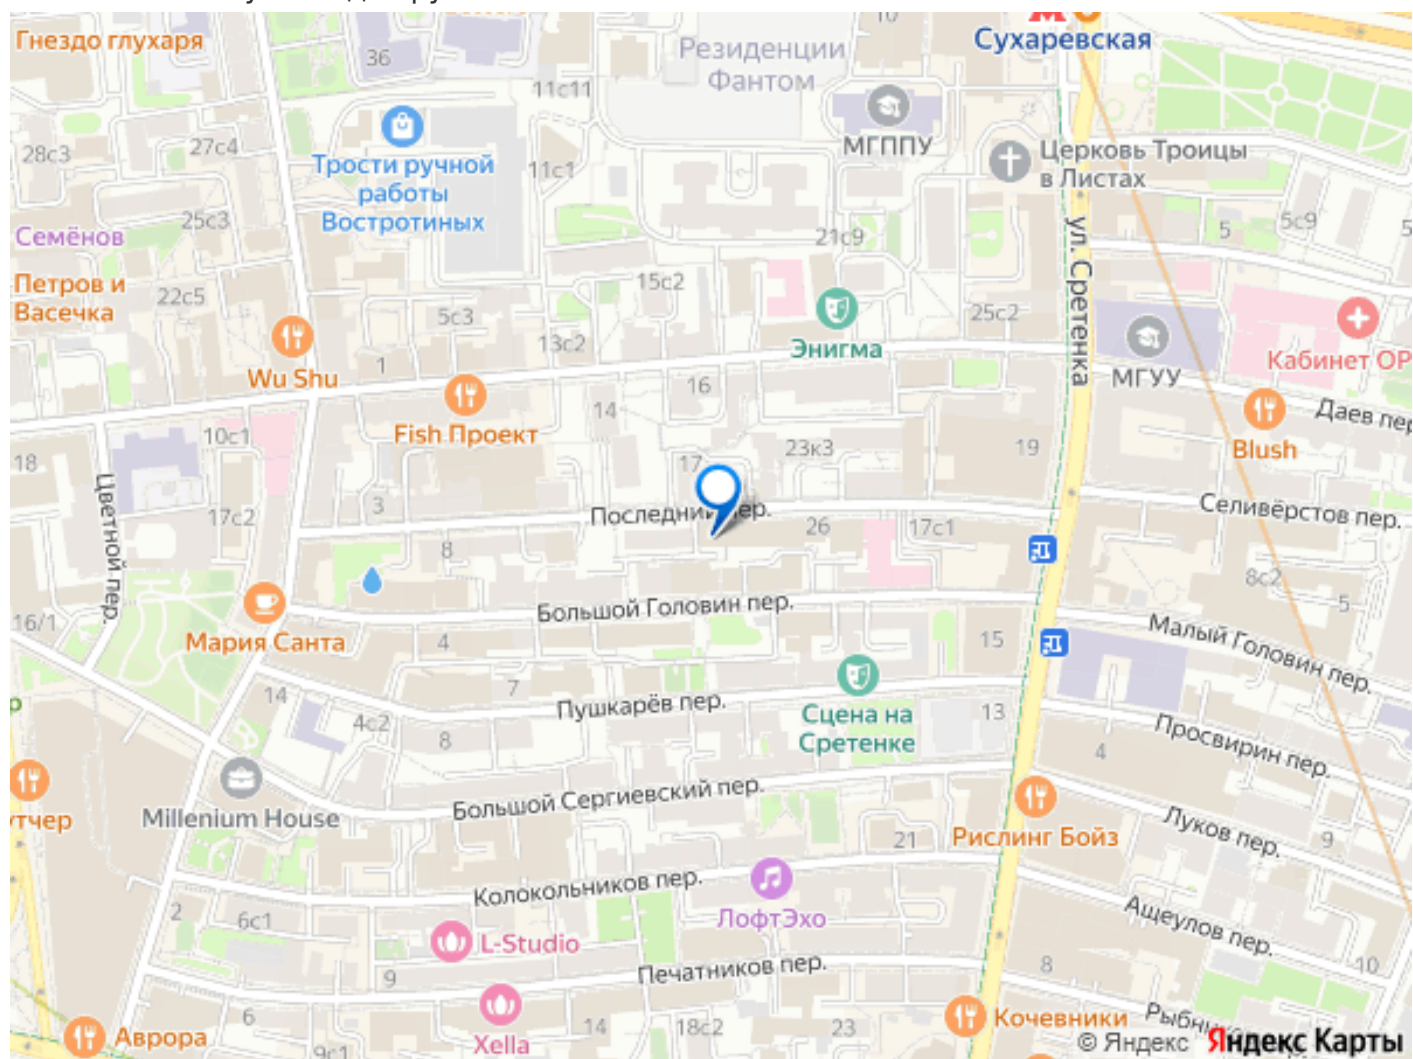 Гнездо глухаря
36
Резиденции
Фантом
10
Сухаревская
11с11
28с3
27с4
Трости ручной
работы
Востротиных
11с1
МГППУ
Церковь Троицы
в Листах
Семёнов
25с3
21с9
5
5с9
5
Петров и
Васечка
22с5
5с3
15с2
13с2
25с2
ул. Сретенка
Энигма
МГУУ
Кабинет ОР
Wu Shu
1
16
Fish Проект
14
19
Даев пер
Blush
18
10с1
17
23к3
Цветной пер.
17с2
3
Последний пер.
26
17с1
Селивёрстов пер.
8
8с2
5
16/1
Большой Головин пер.
Мария Санта
4
15
Малый Головин пер.
14
7
Пушкарёв пер.
Сцена на
Сретенке
13
4с2
8
4
Просвирин пер.
Millenium House
Большой Сергиевский пер.
утчер
21
Рислинг Бойз
Луков пер.
9
Колокольников пер.
2
6с1
ЛофтЭхо
Ащеулов пер.
L-Studio
9
Печатников пер.
8
10
6
Аврора
9с1
Xella
14
18с2
23
Кочевники
© Яндекс Яндекс Карты